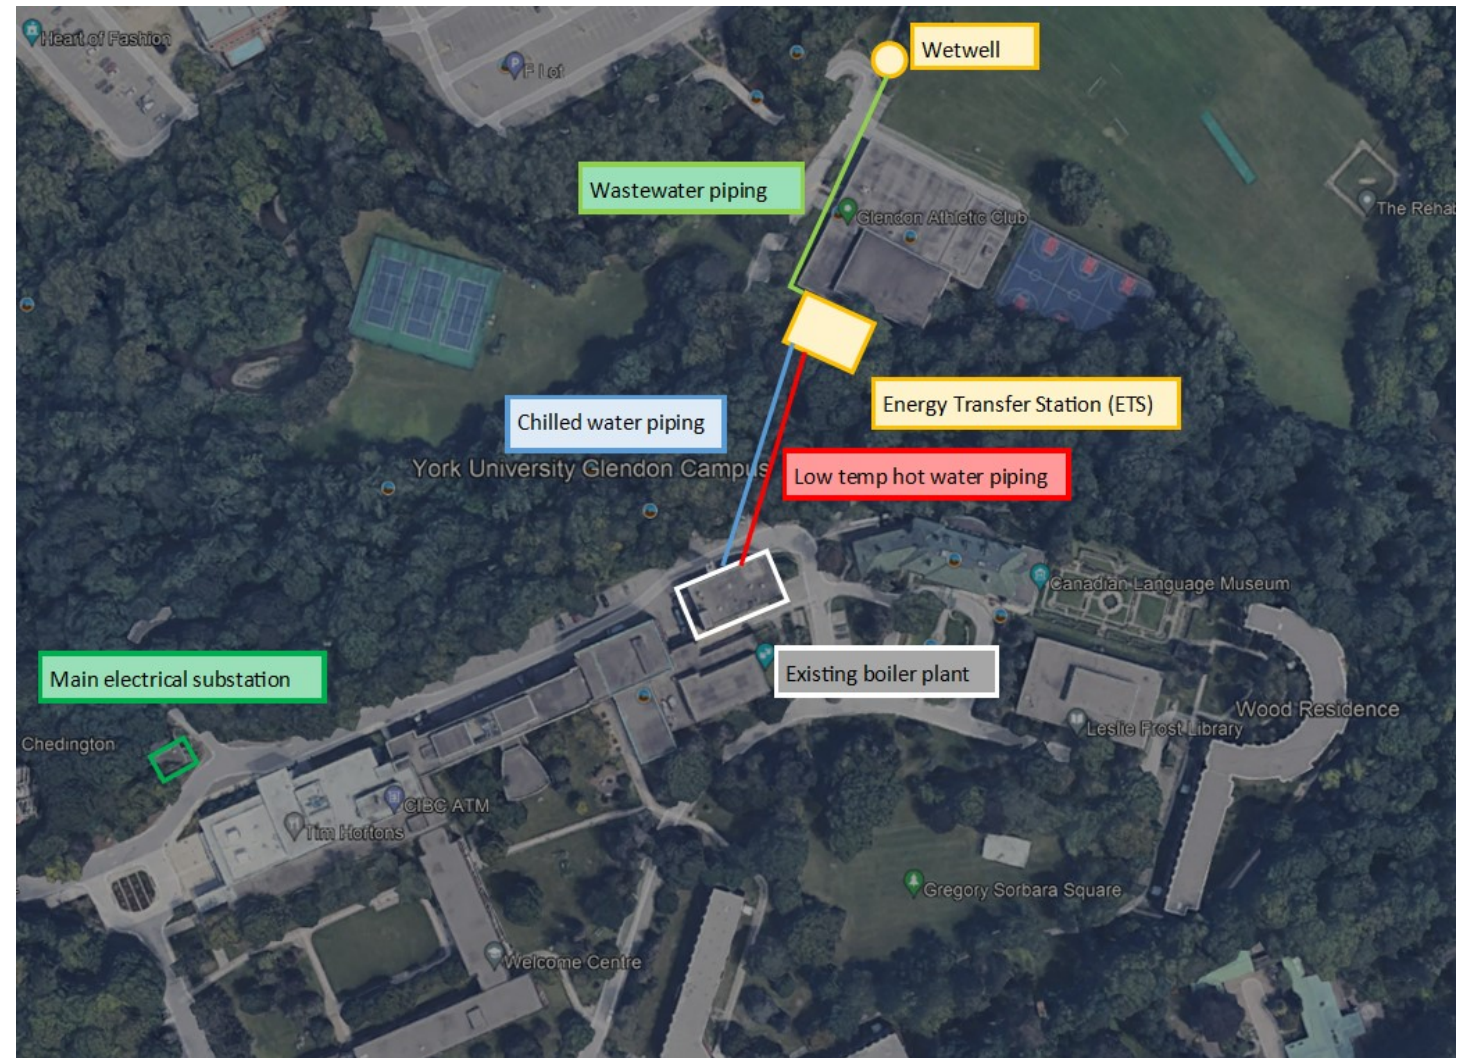 Heart of Fashion
P
F Lot
Wetwell
Wastewater piping
Glendon Athletic Club
The Rehab
Energy Transfer Station (ETS)
Chilled water piping
York University Glendon Campus
Low temp hot water piping
Canadian Language Museum
Existing boiler plant
Main electrical substation
Wood Residence
Leslie Frost Library
Chedington
CIBC ATM
Tim Hortons
Gregory Sorbara Square
Welcome Centre